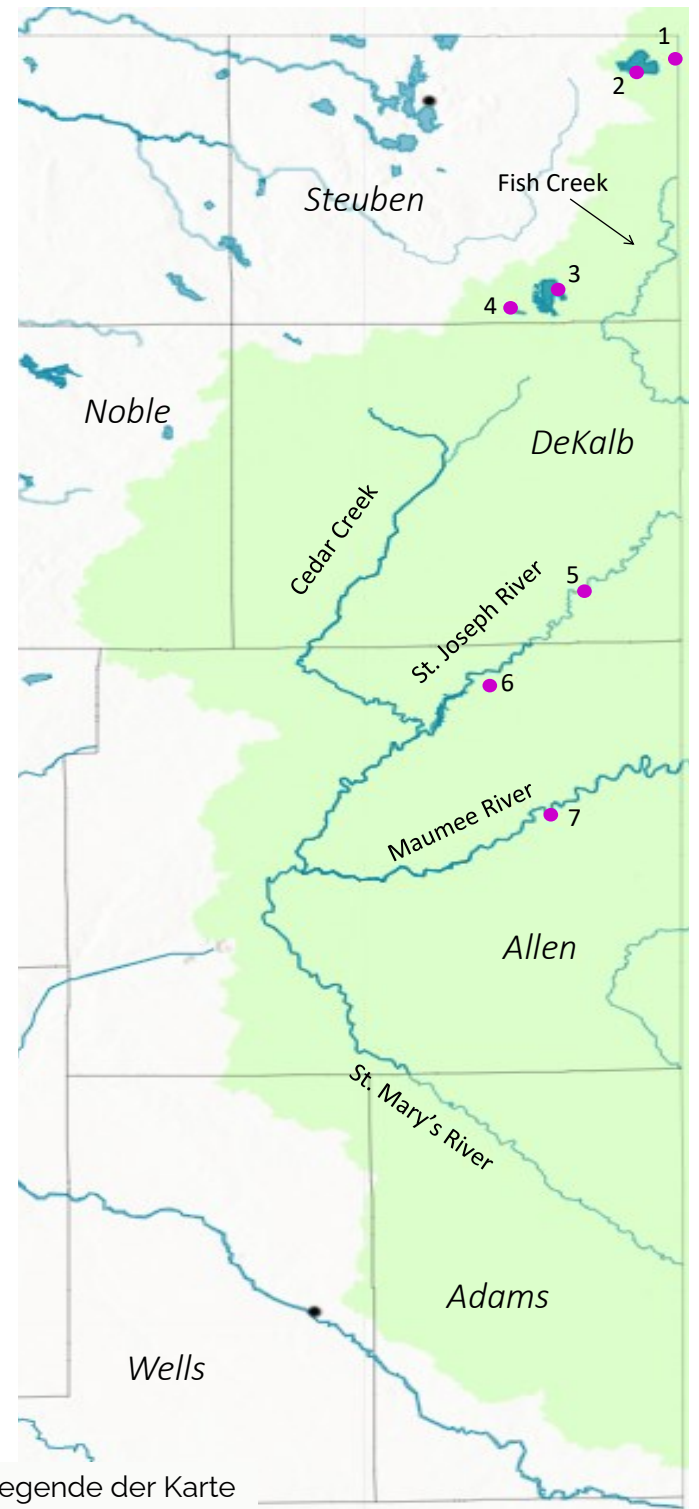 1
2
Fish Creek
Steuben
3
4
Noble
DeKalb
Cedar Creek
5
St. Joseph River
6
Maumee River
7
Allen
St. Mary's River
Adams
Wells
egende der Karte